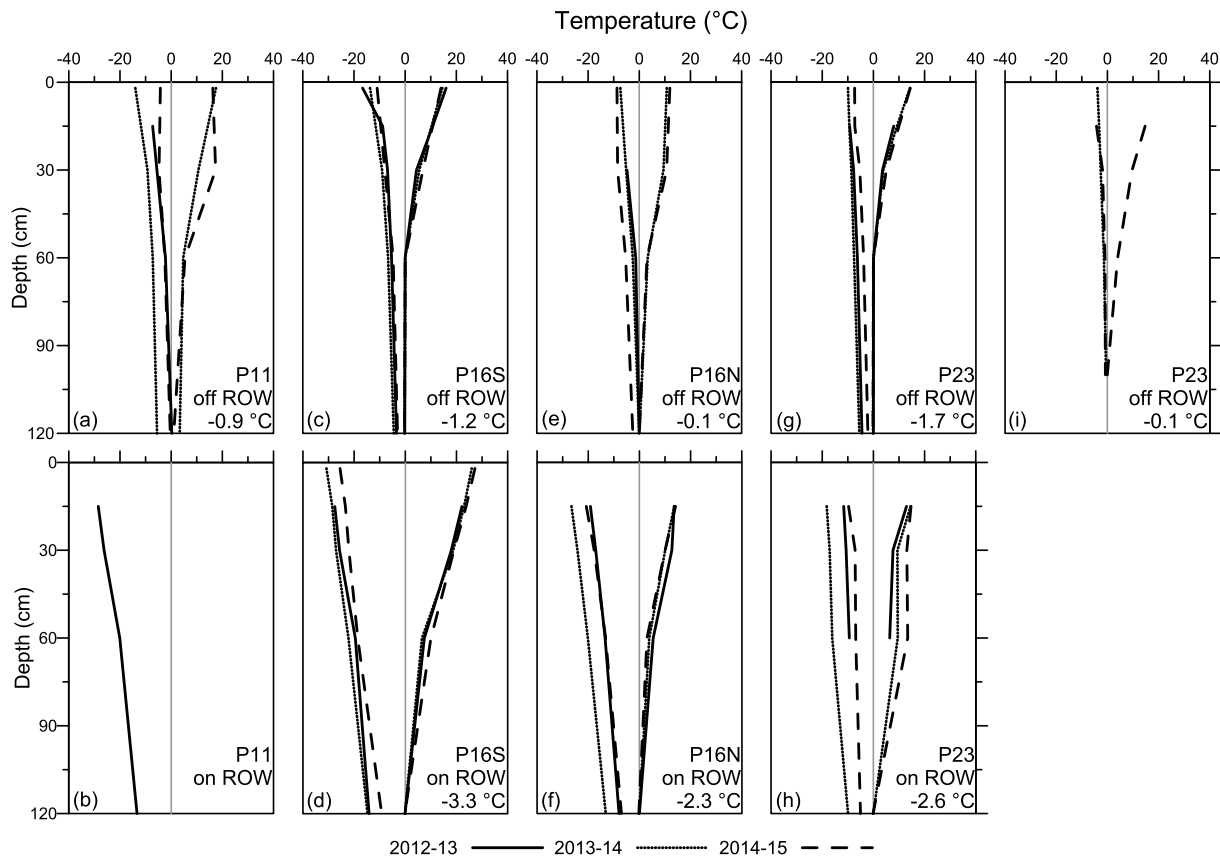 Temperature (°C)
-40 -20 0 20 40 -40 -20 0 20 40 -40 -20 0 20 40 -40 -20 0 20 40 -40 -20 0 20 40
0
30
60
90
120
Depth (cm)
P11
off ROW
(a) -0.9 °C
P16S
off ROW
(c) -1.2 °C
P16N
off ROW
(e) -0.1 °C
P23
off ROW
(g) -1.7 °C
P23
off ROW
(i) -0.1 °C
0
30
60
90
120
Depth (cm)
P11
on ROW
(b)
P16S
on ROW
(d) -3.3 °C
P16N
on ROW
(f) -2.3 °C
P23
on ROW
(h) -2.6 °C
2012-13 2013-14 2014-15